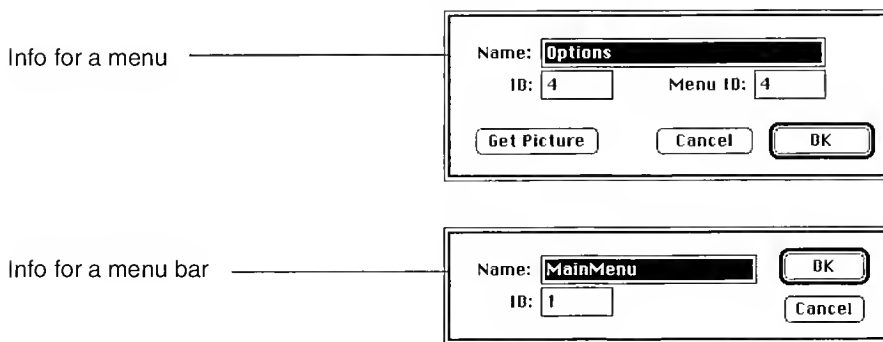 Info for a menu
Name: Options
ID: 4 Menu ID: 4
Get Picture Cancel OK
Info for a menu bar
Name: MainMenu OK
ID: 1 Cancel